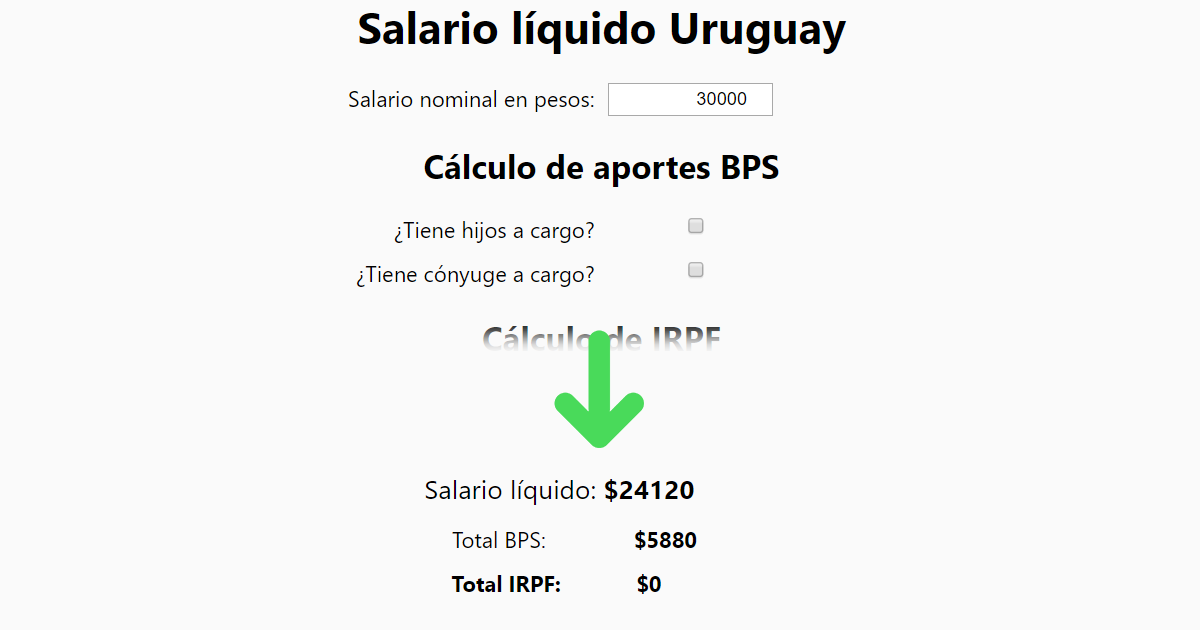 Salario líquido Uruguay
Salario nominal en pesos: 30000
Cálculo de aportes BPS
¿Tiene hijos a cargo?
¿Tiene cónyuge a cargo?
Cálculo de IRPF
Salario líquido: $24120
Total BPS: $5880
Total IRPF: $0